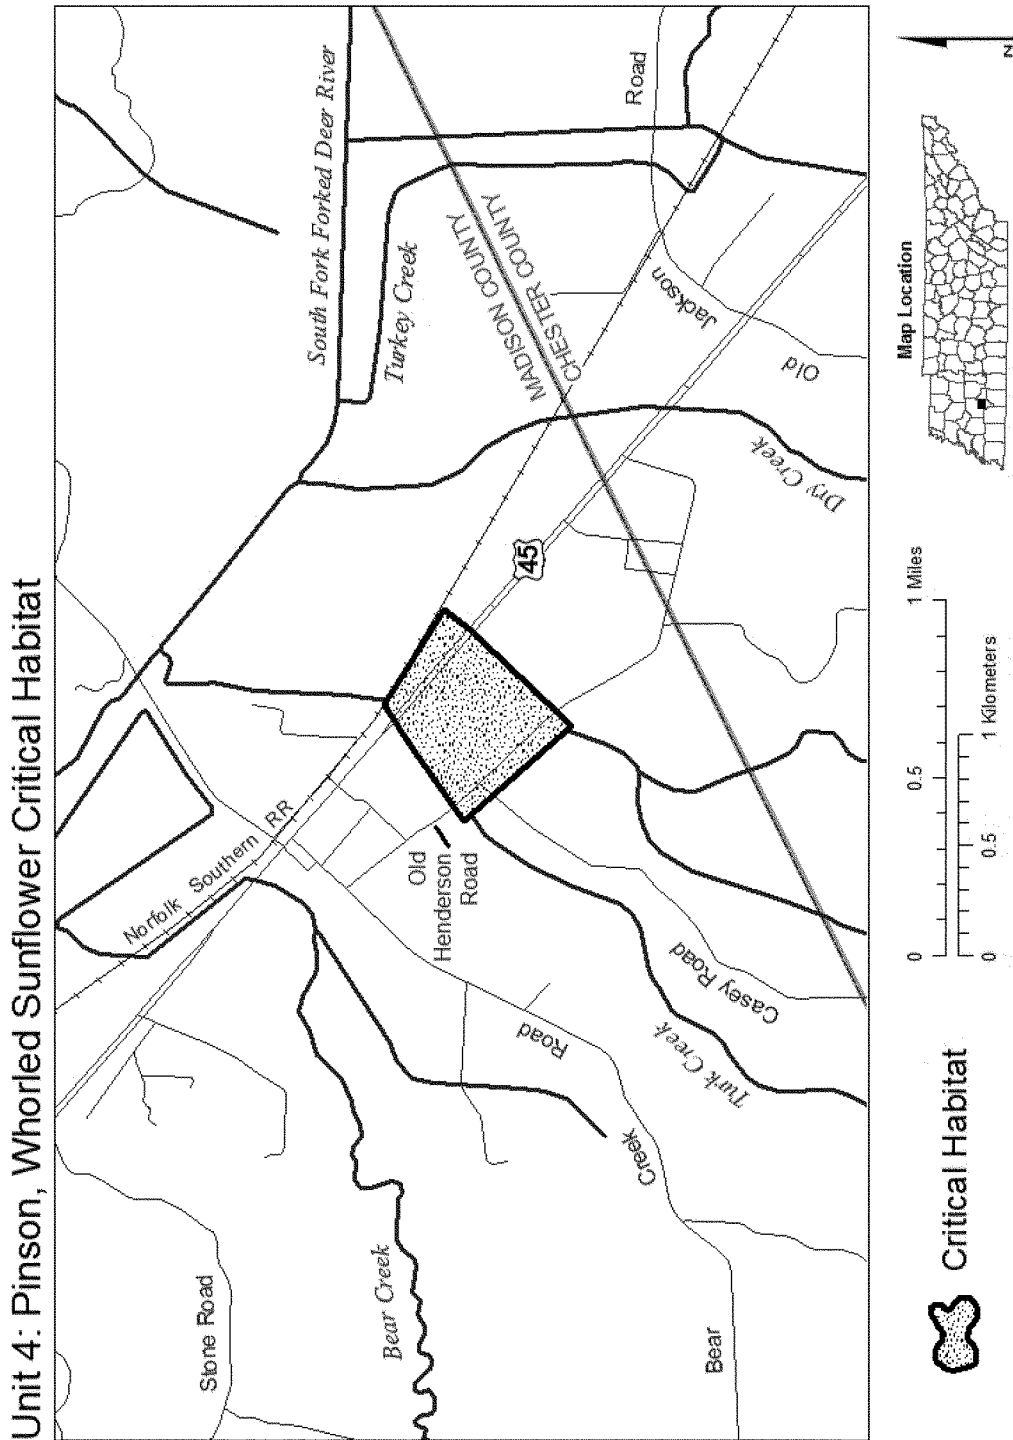 Unit 4: Pinson, Whorled Sunflower Critical Habitat
South Fork Forked Deer River
Turkey Creek
MADISON COUNTY
CHESTER COUNTY
Road
Jackson
Old
Dry Creek
45
Norfolk Southern RR
Old
Henderson
Road
Casey Road
Turk Creek
Road
Creek
Bear
Bear Creek
Stone Road
Critical Habitat
0 0.5 1 Miles
0 0.5 1 Kilometers
Map Location
N